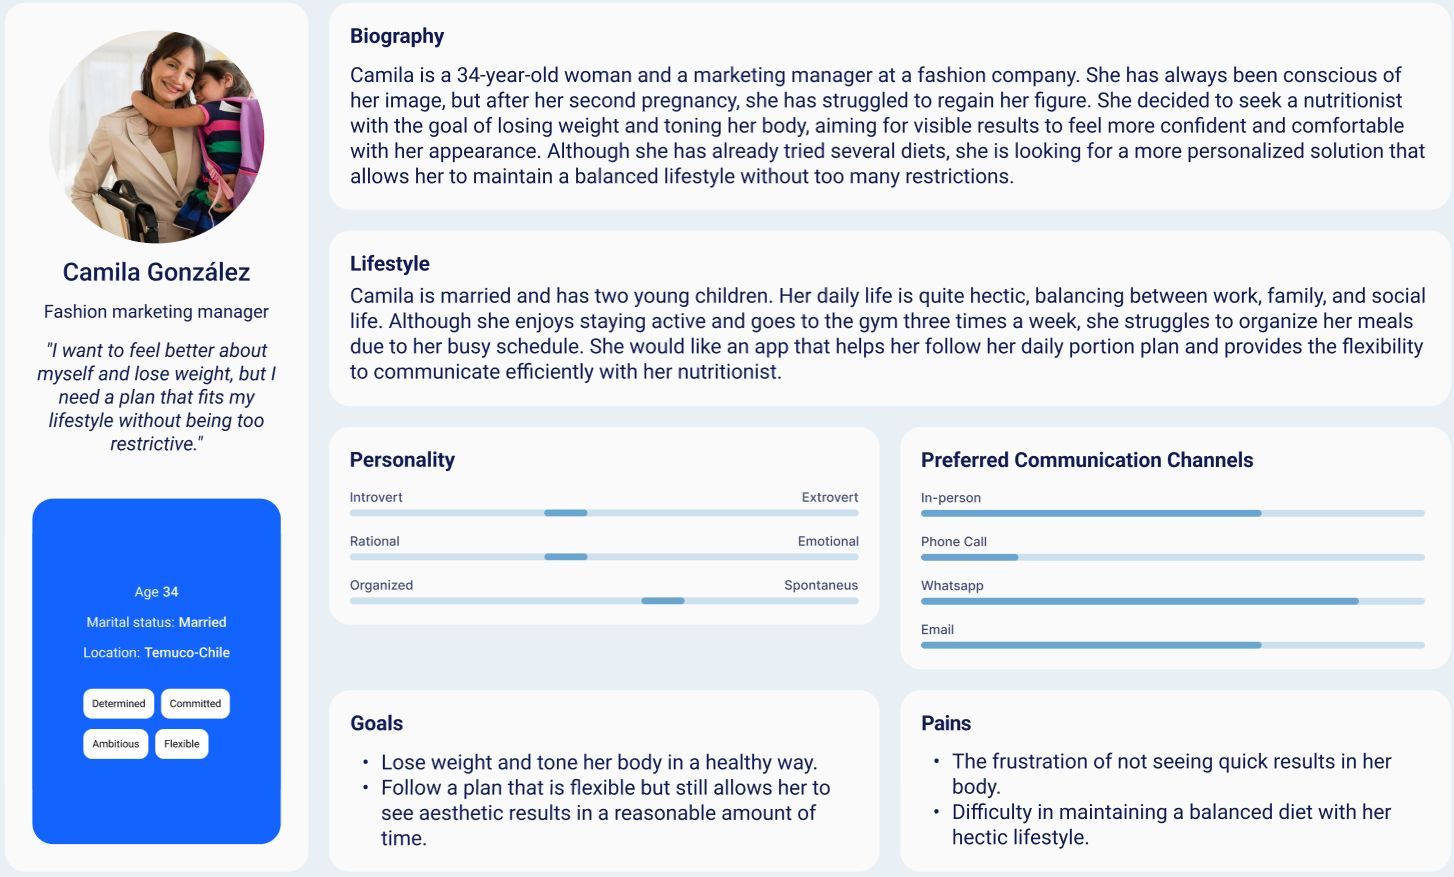 Camila González
Fashion marketing manager
"I want to feel better about
myself and lose weight, but I
need a plan that fits my
lifestyle without being too
restrictive."
Age 34
Marital status: Married
Location: Temuco-Chile
Determined
Committed
Ambitious
Flexible
Biography
Camila is a 34-year-old woman and a marketing manager at a fashion company. She has always been conscious of
her image, but after her second pregnancy, she has struggled to regain her figure. She decided to seek a nutritionist
with the goal of losing weight and toning her body, aiming for visible results to feel more confident and comfortable
with her appearance. Although she has already tried several diets, she is looking for a more personalized solution that
allows her to maintain a balanced lifestyle without too many restrictions.
Lifestyle
Camila is married and has two young children. Her daily life is quite hectic, balancing between work, family, and social
life. Although she enjoys staying active and goes to the gym three times a week, she struggles to organize her meals
due to her busy schedule. She would like an app that helps her follow her daily portion plan and provides the flexibility
to communicate efficiently with her nutritionist.
Personality
Introvert Extrovert
Rational Emotional
Organized Spontaneus
Preferred Communication Channels
In-person
Phone Call
Whatsapp
Email
Goals
• Lose weight and tone her body in a healthy way.
• Follow a plan that is flexible but still allows her to
see aesthetic results in a reasonable amount of
time.
Pains
• The frustration of not seeing quick results in her
body.
• Difficulty in maintaining a balanced diet with her
hectic lifestyle.